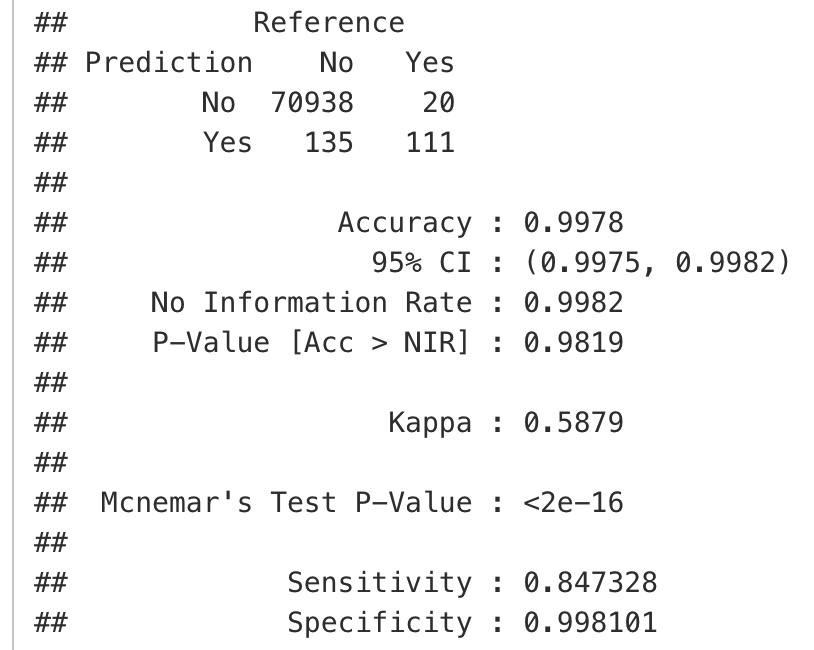 ##           Reference
## Prediction    No   Yes
##        No  70938    20
##        Yes   135   111
##
##                Accuracy : 0.9978
##                  95% CI : (0.9975, 0.9982)
##     No Information Rate : 0.9982
##     P-Value [Acc > NIR] : 0.9819
##
##                   Kappa : 0.5879
##
##  Mcnemar's Test P-Value : <2e-16
##
##             Sensitivity : 0.847328
##             Specificity : 0.998101